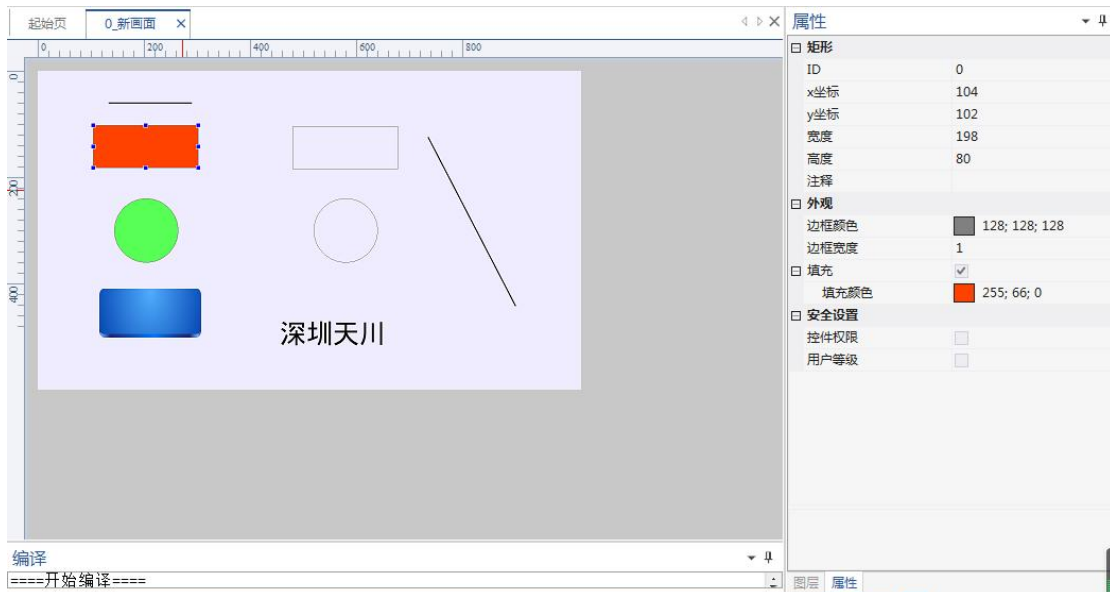 起始页
0_新画面
属性
0 200 400 600 800
0
200
400
深圳天川
矩形
ID 0
x坐标 104
y坐标 102
宽度 198
高度 80
注释
外观
边框颜色 128; 128; 128
边框宽度 1
填充
填充颜色 255; 66; 0
安全设置
控件权限
用户等级
编译
====开始编译====
图层 属性